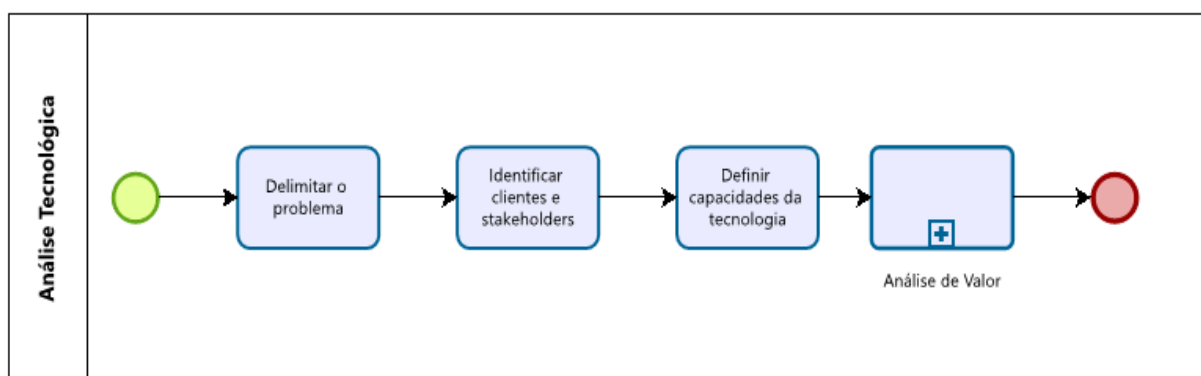 Análise Tecnológica
Delimitar o
problema
Identificar
clientes e
stakeholders
Definir
capacidades da
tecnologia
Análise de Valor